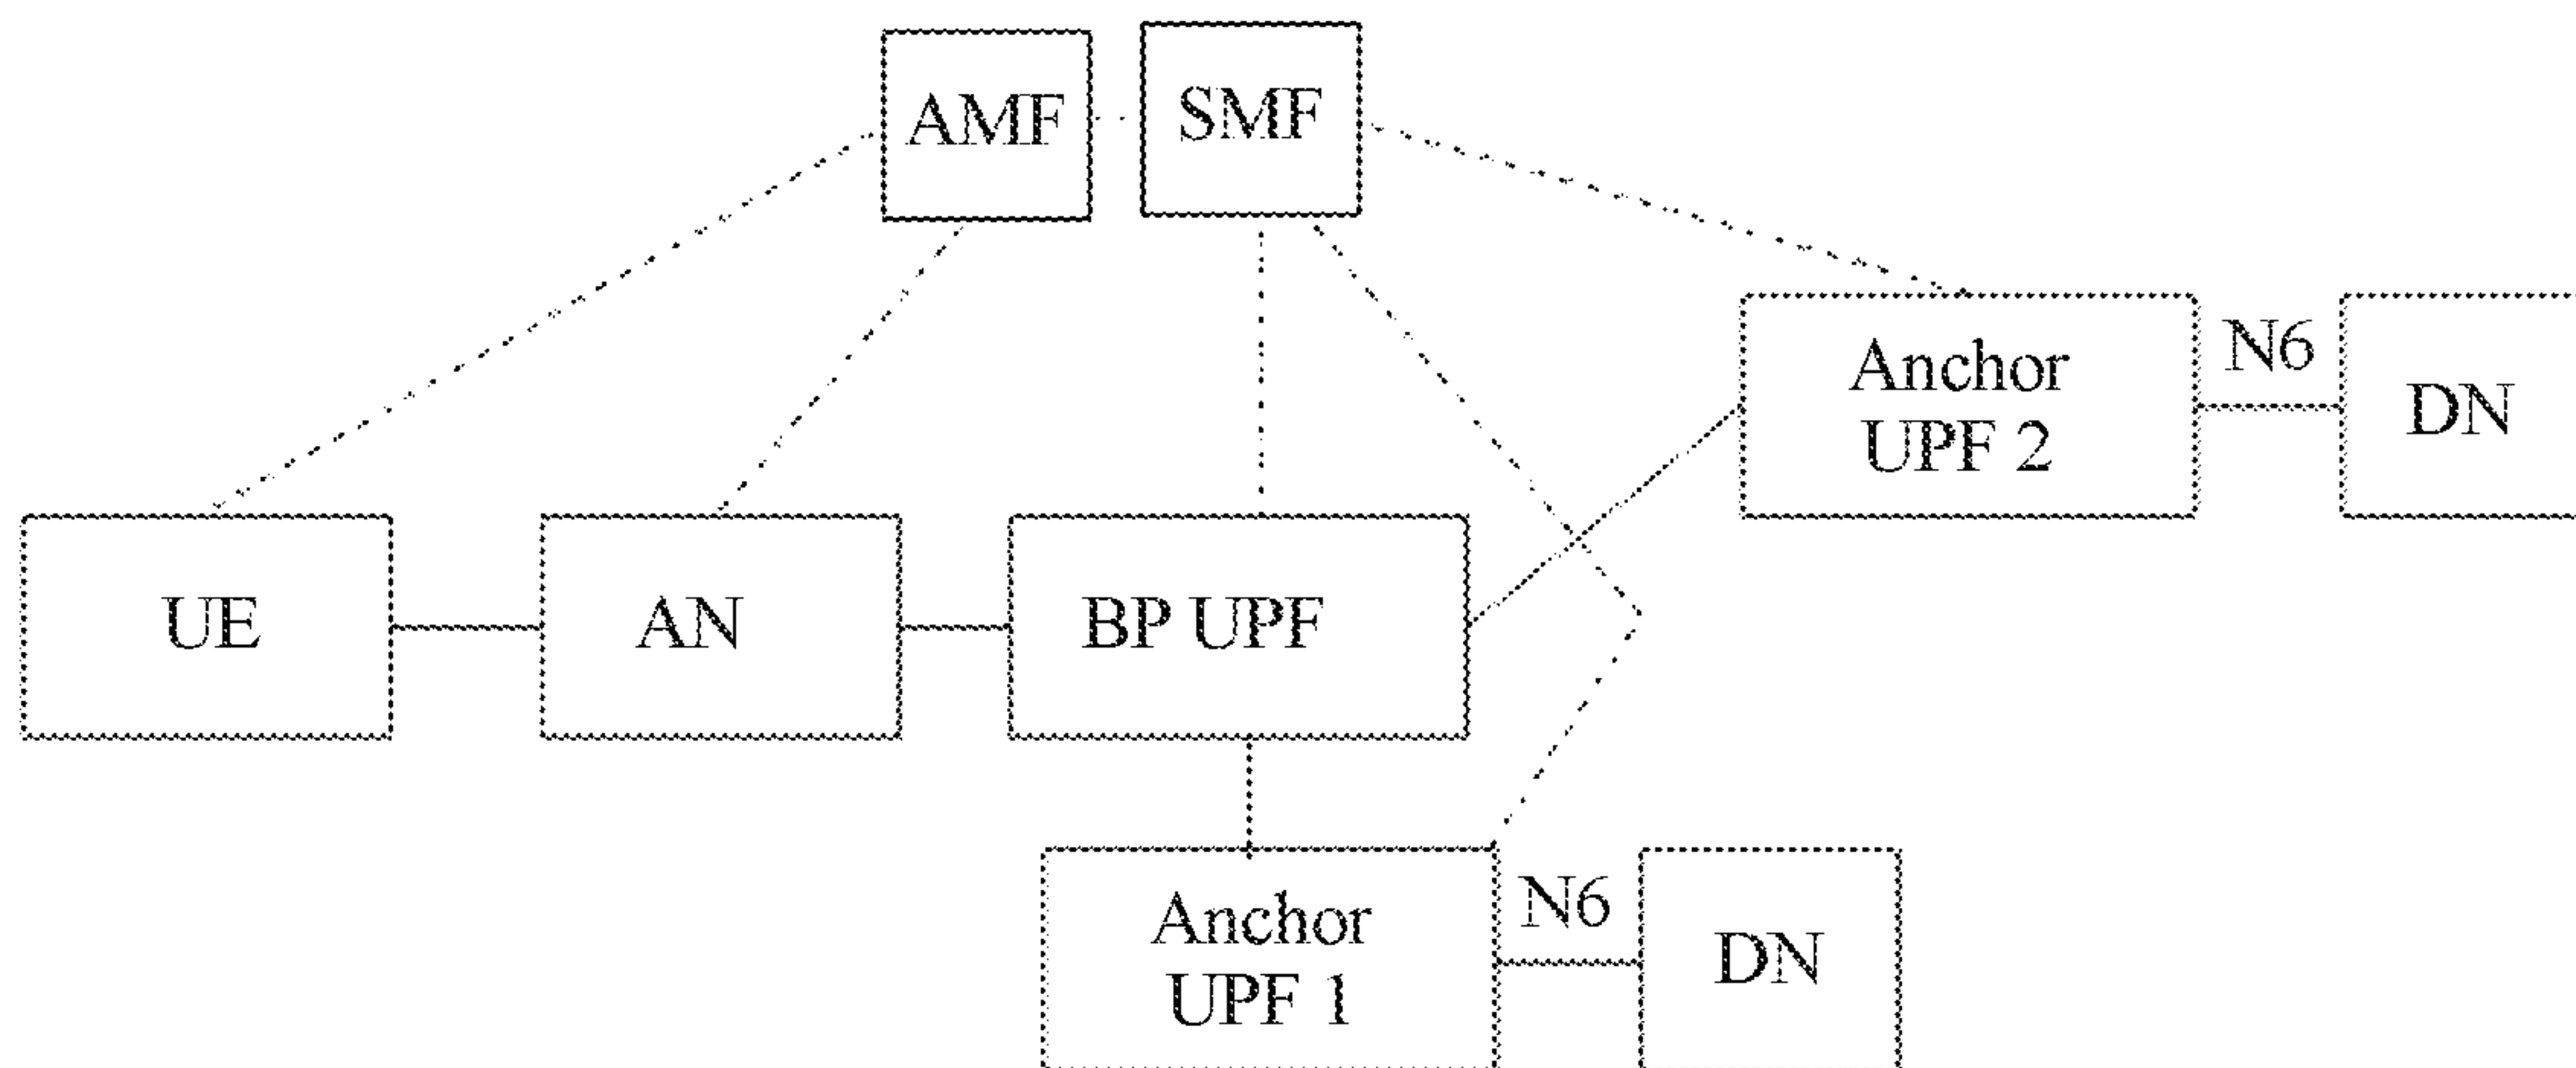 AMF
SMF
Anchor
UPF 2
N6
DN
UE
AN
BP UPF
Anchor
UPF 1
N6
DN